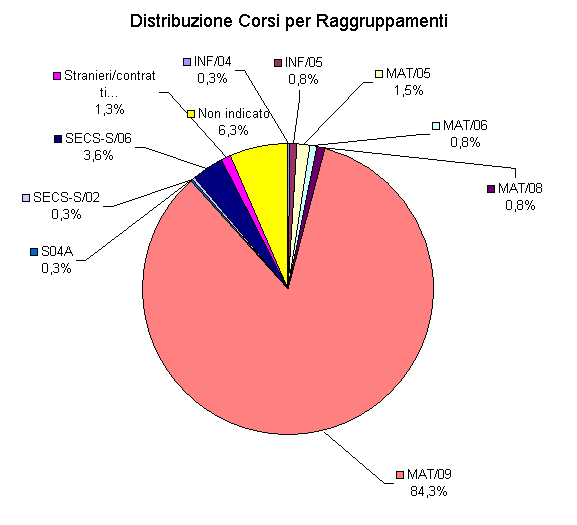 Distribuzione Corsi per Raggruppamenti
INF/04
0,3%
INF/05
0,8%
MAT/05
1,5%
MAT/06
0,8%
MAT/08
0,8%
MAT/09
84,3%
S04A
0,3%
SECS-S/02
0,3%
SECS-S/06
3,6%
Stranieri/contrat
ti...
1,3%
Non indicato
6,3%